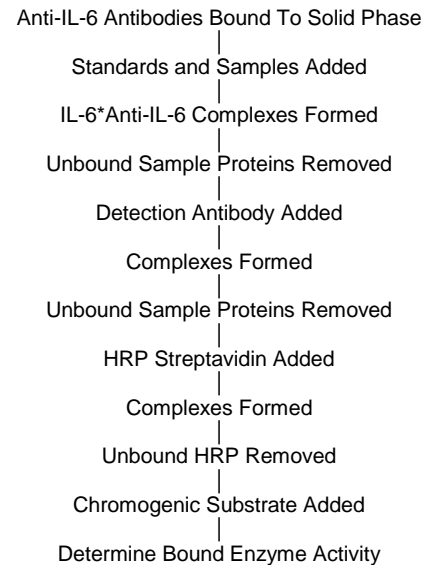 Anti-IL-6 Antibodies Bound To Solid Phase
Standards and Samples Added
IL-6*Anti-IL-6 Complexes Formed
Unbound Sample Proteins Removed
Detection Antibody Added
Complexes Formed
Unbound Sample Proteins Removed
HRP Streptavidin Added
Complexes Formed
Unbound HRP Removed
Chromogenic Substrate Added
Determine Bound Enzyme Activity